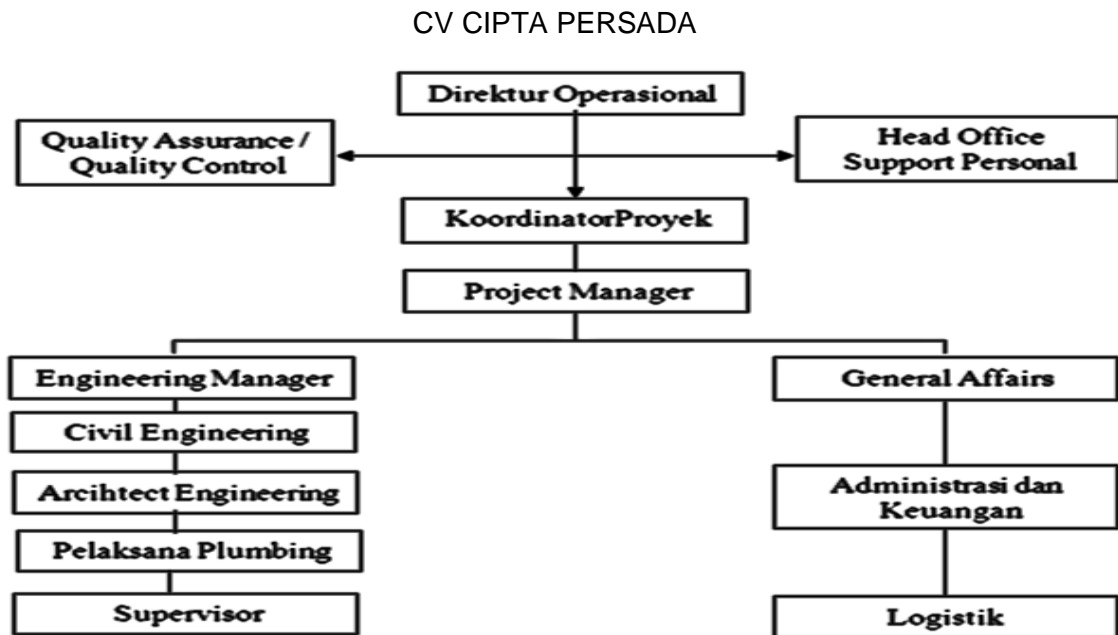 CV CIPTA PERSADA
Direktur Operasional
Quality Assurance /
Quality Control
Head Office
Support Personal
KoordinatorProyek
Project Manager
Engineering Manager
General Affairs
Civil Engineering
Arcihtect Engineering
Administrasi dan
Keuangan
Pelaksana Plumbing
Supervisor
Logistik